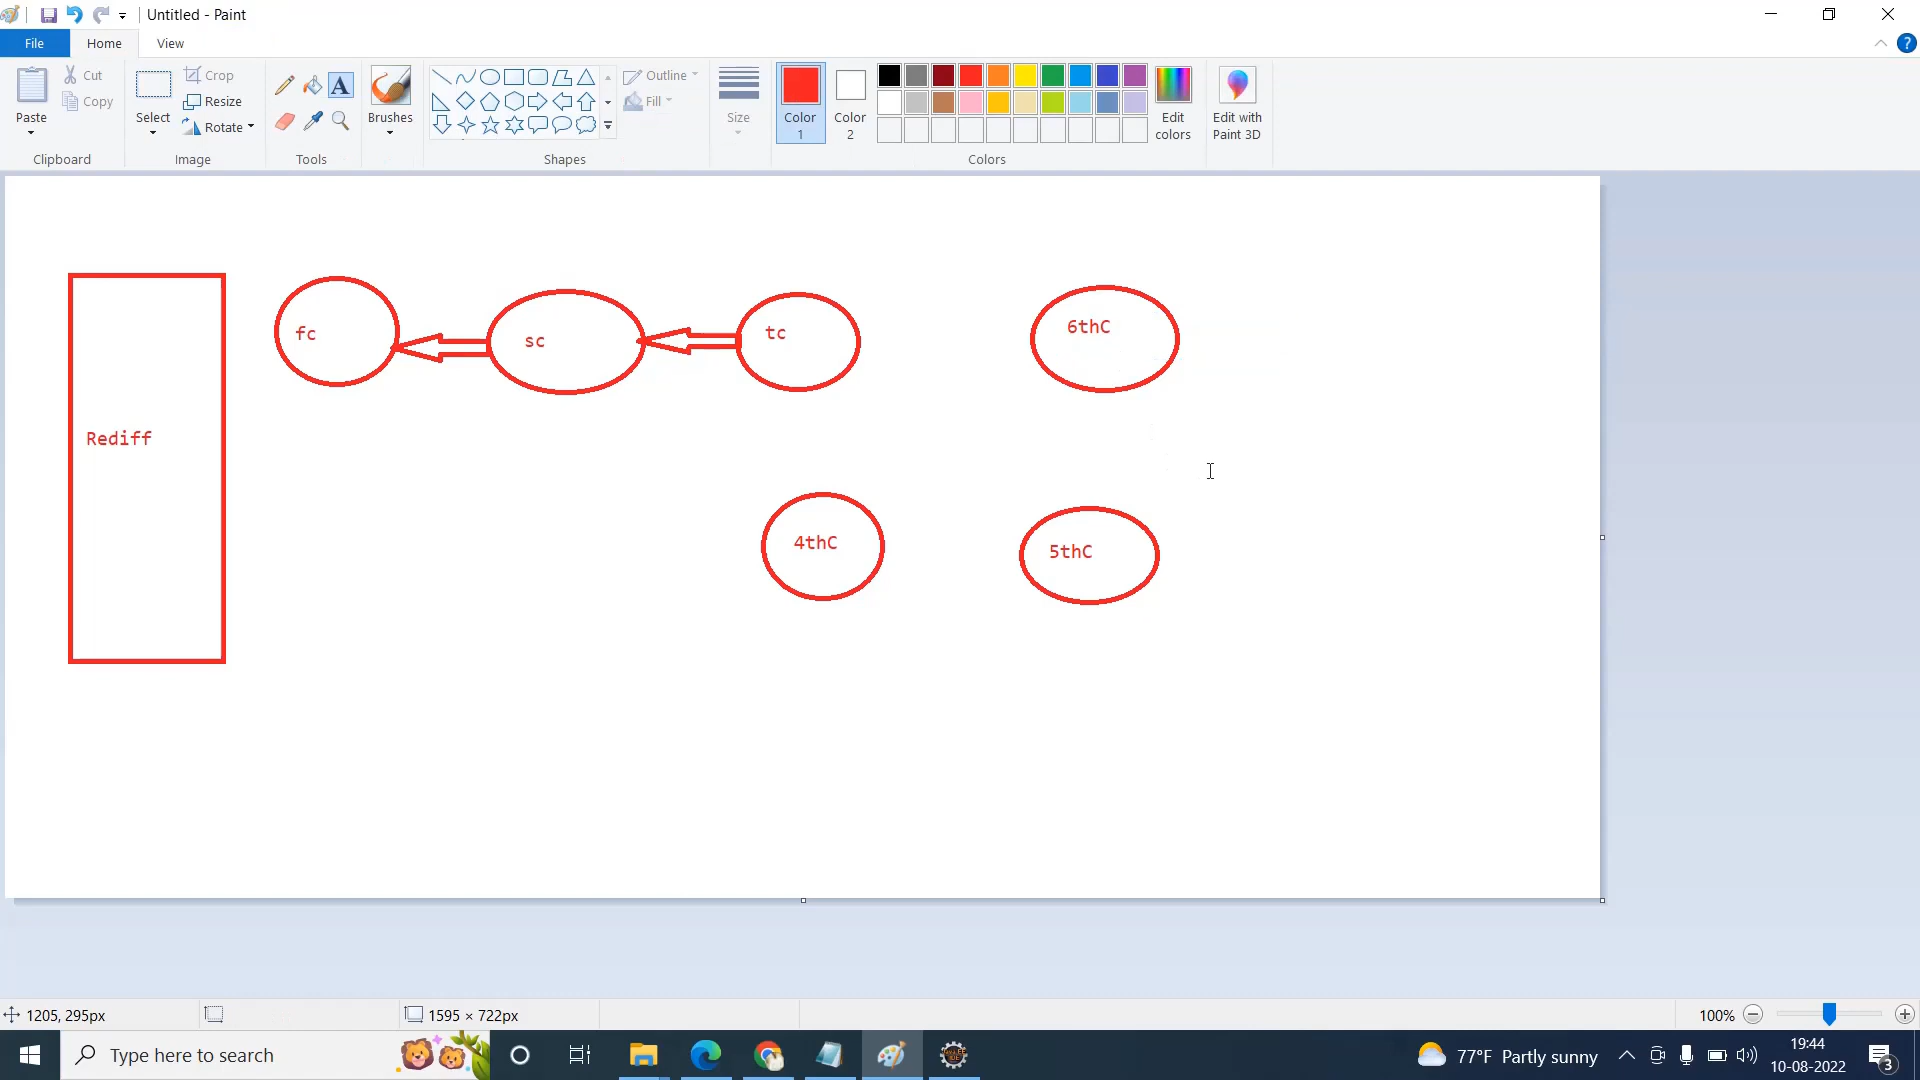 Untitled - Paint
File
Home
View
Paste
Cut
Copy
Clipboard
Select
Crop
Resize
Rotate
Image
A
Tools
Brushes
Shapes
Outline
Fill
Size
Color
1
Color
2
Colors
Edit
colors
Edit with
Paint 3D
?
fc
sc
tc
6thC
Rediff
4thC
5thC
1205, 295px
1595 × 722px
100%
Type here to search
77°F Partly sunny
19:44
10-08-2022
3